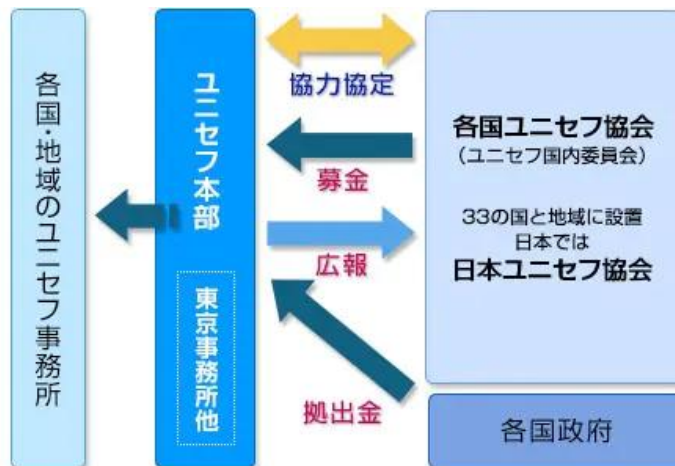 各国・地域のユニセフ事務所
ユニセフ本部
東京事務所他
協力協定
募金
広報
拠出金
各国ユニセフ協会
（ユニセフ国内委員会）
33の国と地域に設置
日本では
日本ユニセフ協会
各国政府